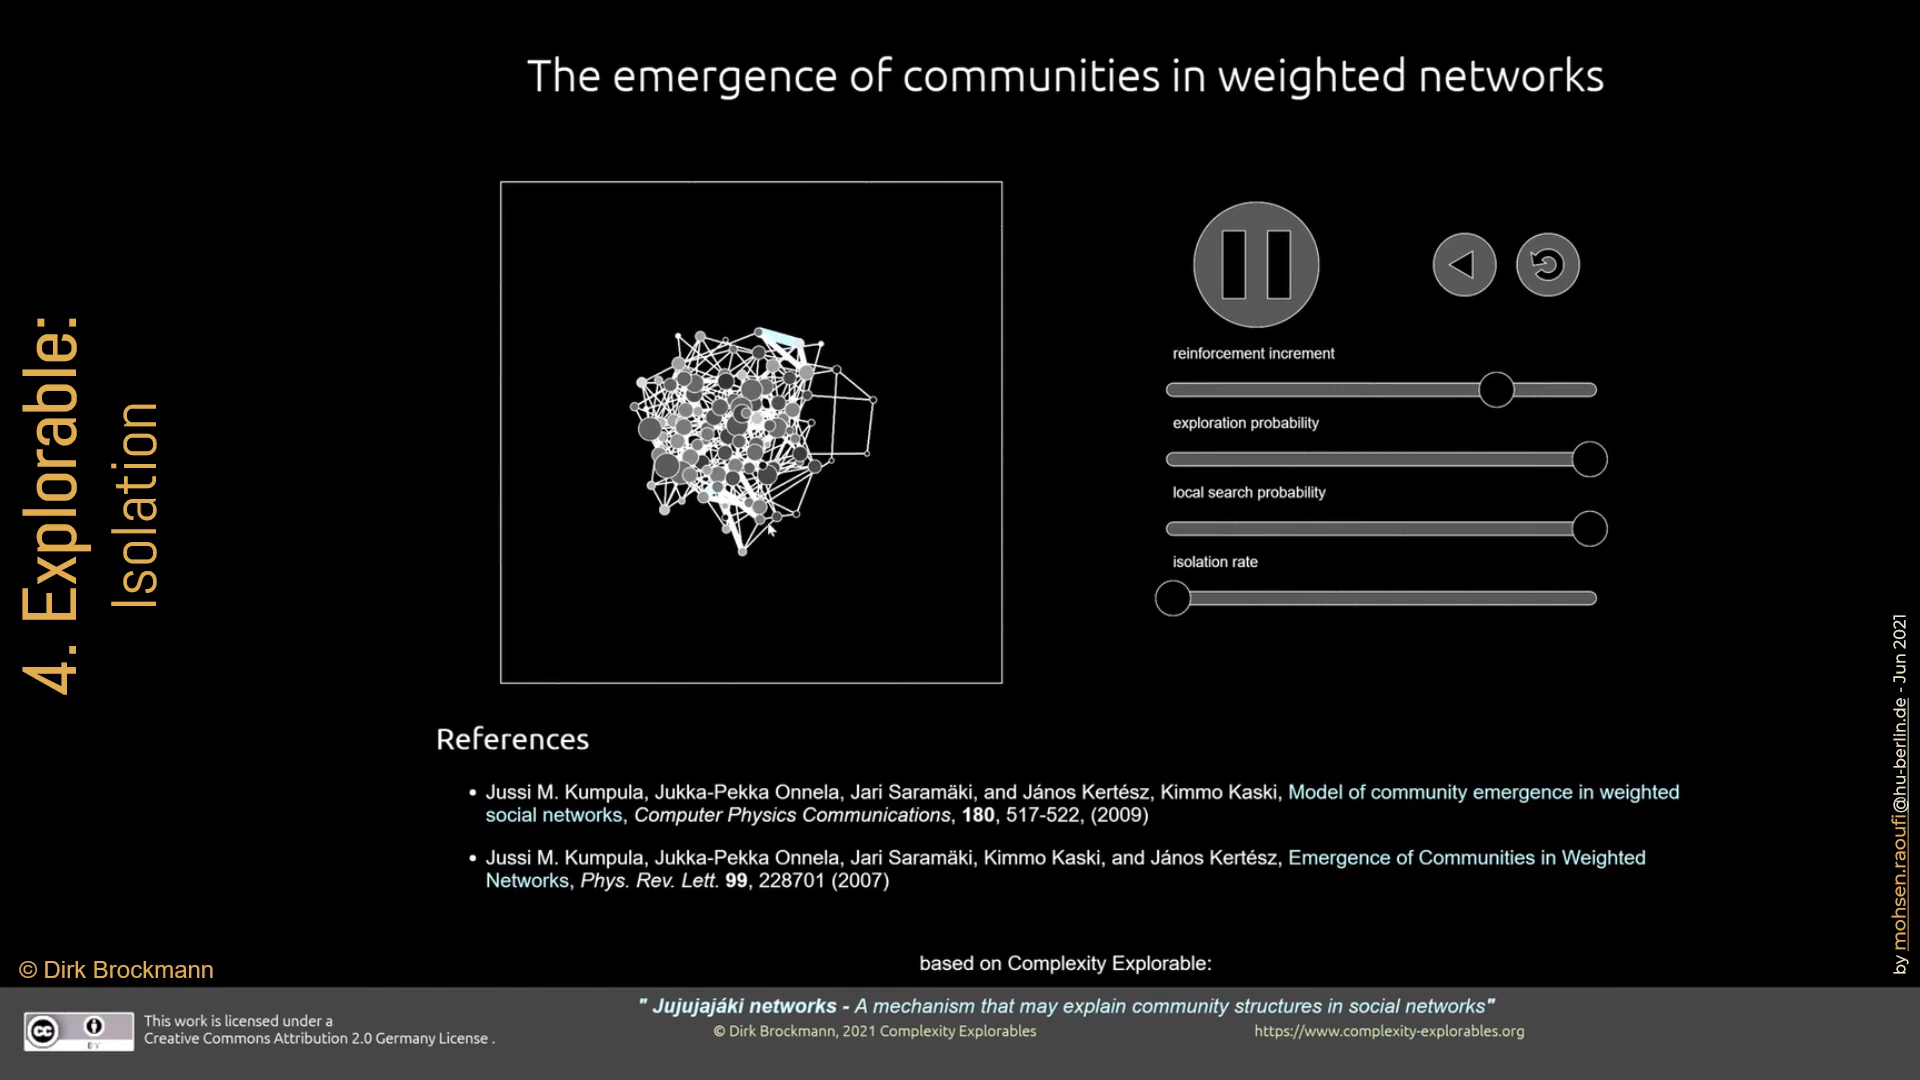 The emergence of communities in weighted networks
4. Explorable:
Isolation
reinforcement increment
exploration probability
local search probability
isolation rate
References
• Jussi M. Kumpula, Jukka-Pekka Onnela, Jari Saramäki, and János Kertész, Kimmo Kaski, Model of community emergence in weighted
social networks, Computer Physics Communications, 180, 517-522, (2009)
• Jussi M. Kumpula, Jukka-Pekka Onnela, Jari Saramäki, Kimmo Kaski, and János Kertész, Emergence of Communities in Weighted
Networks, Phys. Rev. Lett. 99, 228701 (2007)
by mohsen.raoufi@hu-berlin.de - Jun 2021
© Dirk Brockmann
based on Complexity Explorable:
" Jujujajáki networks - A mechanism that may explain community structures in social networks"
© Dirk Brockmann, 2021 Complexity Explorables
https://www.complexity-explorables.org
cc
BY
This work is licensed under a
Creative Commons Attribution 2.0 Germany License .